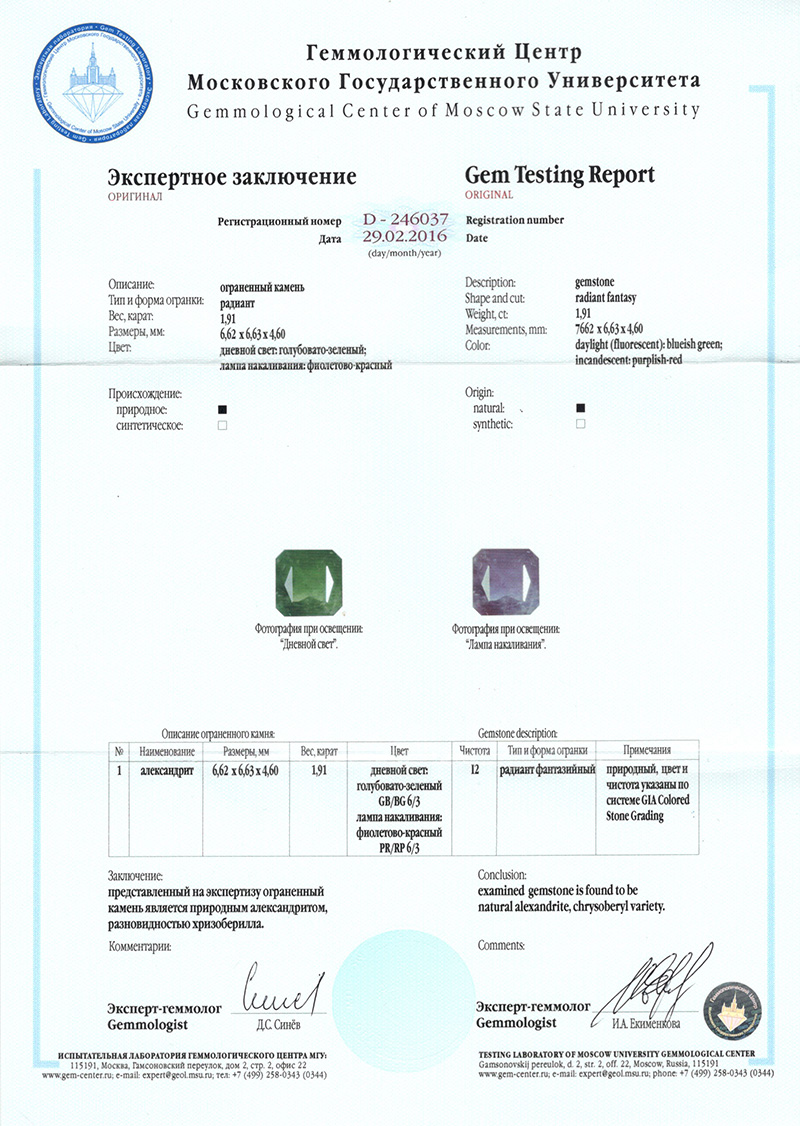 Геммологический Центр
Московского Государственного Университета
Gemmological Center of Moscow State University
Экспертное заключение
ОРИГИНАЛ
Gem Testing Report
ORIGINAL
Регистрационный номер D - 246037 Registration number
Дата 29.02.2016 Date
(day/month/year)
Описание: ограненный камень
Тип и форма огранки: радиант
Вес, карат: 1,91
Размеры, мм: 6,62 x 6,63 x 4,60
Цвет: дневной свет: голубовато-зеленый;
лампа накаливания: фиолетово-красный
Происхождение:
природное: ■
синтетическое: □
Description: gemstone
Shape and cut: radiant fantasy
Weight, ct: 1,91
Measurements, mm: 7662 x 6,63 x 4,60
Color: daylight (fluorescent): blueish green;
incandescent: purplish-red
Origin:
natural: ■
synthetic: □
Фотография при освещении:
"Дневной свет".
Фотография при освещении:
"Лампа накаливания".
Описание ограненного камня: Gemstone description:
№ Наименование Размеры, мм Вес, карат Цвет Чистота Тип и форма огранки Примечания
1 александрит 6,62 x 6,63 x 4,60 1,91 дневной свет: I2 радиант фантазийный природный, цвет и
голубовато-зеленый чистота указаны по
GB/BG 6/3 системе GIA Colored
лампа накаливания: Stone Grading
фиолетово-красный
PR/RP 6/3
Заключение:
представленный на экспертизу ограненный
камень является природным александритом,
разновидностью хризоберилла.
Комментарии:
Conclusion:
examined gemstone is found to be
natural alexandrite, chrysoberyl variety.
Comments:
Эксперт-геммолог
Gemmologist Д.С. Синёв
Эксперт-геммолог
Gemmologist И.А. Екименкова
ИСПЫТАТЕЛЬНАЯ ЛАБОРАТОРИЯ ГЕММОЛОГИЧЕСКОГО ЦЕНТРА МГУ:
115191, Москва, Гамсоновский переулок, дом 2, стр. 2, офис 22
www.gem-center.ru; e-mail: expert@geol.msu.ru; тел: +7 (499) 258-0343 (0344)
TESTING LABORATORY OF MOSCOW UNIVERSITY GEMMOLOGICAL CENTER
Gamsonovskij pereulok, d. 2, str. 2, off. 22, Moscow, Russia, 115191
www.gem-center.ru; e-mail: expert@geol.msu.ru; phone: +7 (499) 258-0343 (0344)